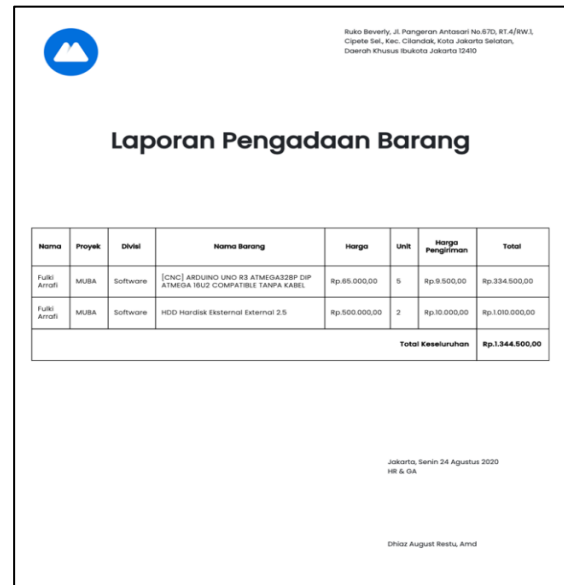 Ruko Beverly, Jl. Pangeran Antasari No.67D, RT.4/RW.1,
Cipete Sel., Kec. Cilandak, Kota Jakarta Selatan,
Daerah Khusus Ibukota Jakarta 12410
Laporan Pengadaan Barang
Nama Proyek Divisi Nama Barang Harga Unit Harga Pengiriman Total
Fulki Arrafi MUBA Software [CNC] ARDUINO UNO R3 ATMEGA328P DIP ATMEGA 16U2 COMPATIBLE TANPA KABEL Rp.65.000,00 5 Rp.9.500,00 Rp.334.500,00
Fulki Arrafi MUBA Software HDD Hardisk Eksternal External 2.5 Rp.500.000,00 2 Rp.10.000,00 Rp.1.010.000,00
Total Keseluruhan Rp.1.344.500,00
Jakarta, Senin 24 Agustus 2020
HR & GA
Dhiaz August Restu, Amd